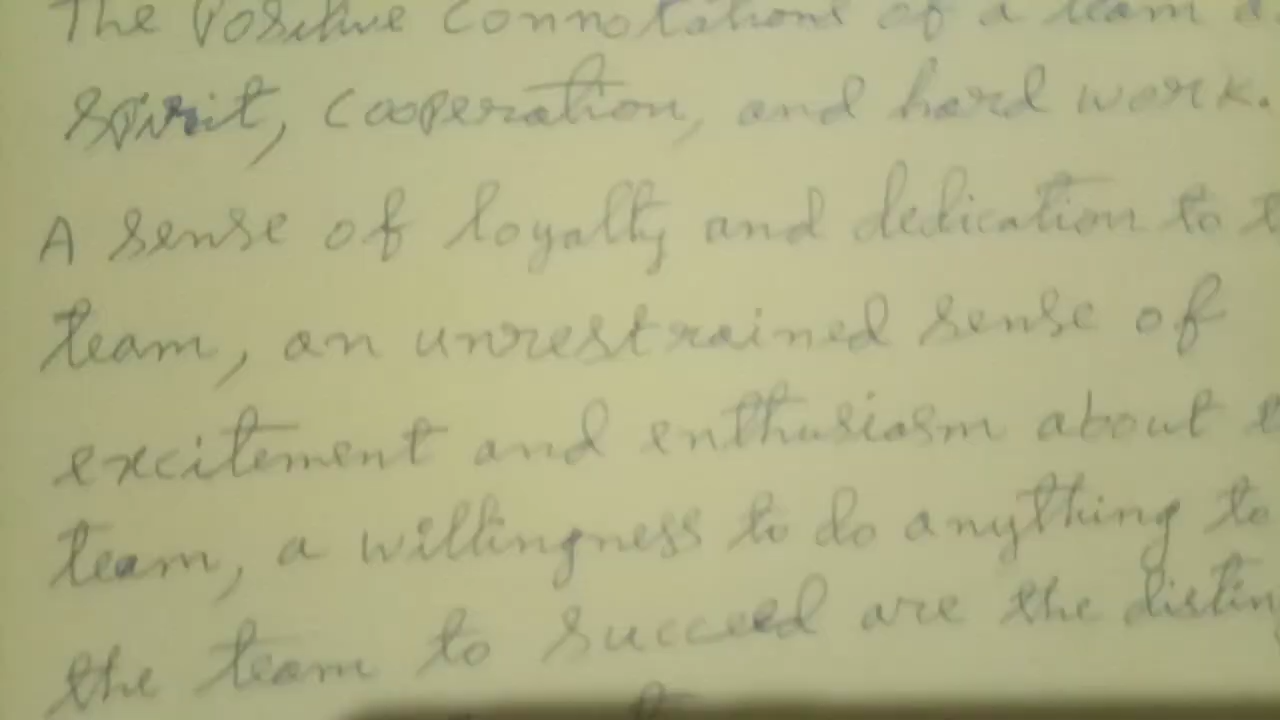 The Positive Connotations of a team
spirit, cooperation, and hard work.
A sense of loyalty and dedication to
team, an unrestrained sense of
excitement and enthusiasm about
team, a willingness to do anything to
the team to succeed are the